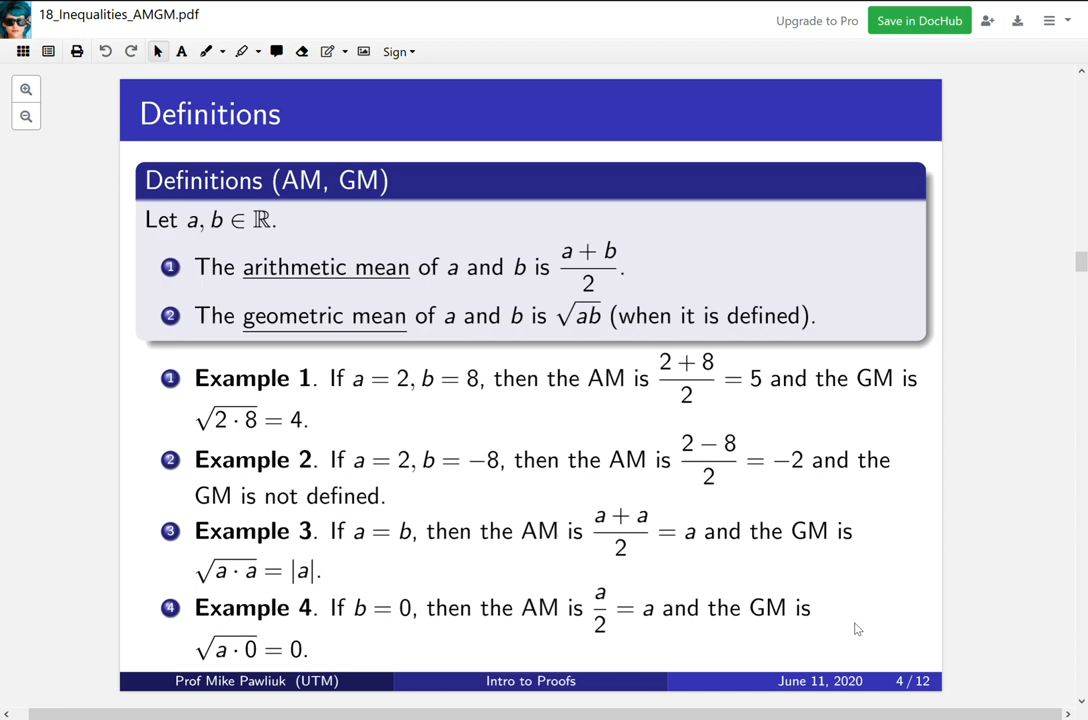 18_Inequalities_AMGM.pdf
Upgrade to Pro
Save in DocHub
A
Sign
Definitions
Definitions (AM, GM)
Let a, b ∈ ℝ.
1 The arithmetic mean of a and b is (a + b)/2.
2 The geometric mean of a and b is √(ab) (when it is defined).
1 Example 1. If a = 2, b = 8, then the AM is (2 + 8)/2 = 5 and the GM is
√(2 · 8) = 4.
2 Example 2. If a = 2, b = −8, then the AM is (2 − 8)/2 = −2 and the
GM is not defined.
3 Example 3. If a = b, then the AM is (a + a)/2 = a and the GM is
√(a · a) = |a|.
4 Example 4. If b = 0, then the AM is a/2 = a and the GM is
√(a · 0) = 0.
Prof Mike Pawliuk (UTM) Intro to Proofs June 11, 2020 4 / 12